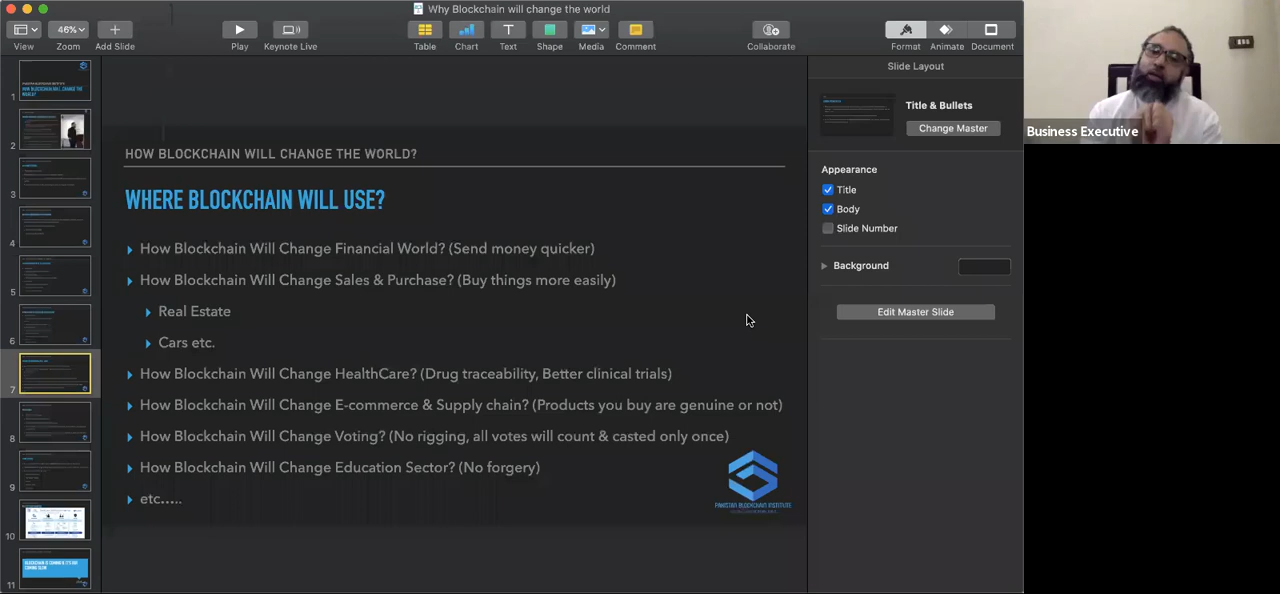 Why Blockchain will change the world
46%
View
Zoom
Add Slide
Play
Keynote Live
Table
Chart
Text
Shape
Media
Comment
Collaborate
Format
Animate
Document
Slide Layout
Title & Bullets
Change Master
Appearance
Title
Body
Slide Number
Background
Edit Master Slide
Business Executive
1
2
3
4
5
6
7
8
9
10
11
HOW BLOCKCHAIN WILL CHANGE THE WORLD?
WHERE BLOCKCHAIN WILL USE?
How Blockchain Will Change Financial World? (Send money quicker)
How Blockchain Will Change Sales & Purchase? (Buy things more easily)
Real Estate
Cars etc.
How Blockchain Will Change HealthCare? (Drug traceability, Better clinical trials)
How Blockchain Will Change E-commerce & Supply chain? (Products you buy are genuine or not)
How Blockchain Will Change Voting? (No rigging, all votes will count & casted only once)
How Blockchain Will Change Education Sector? (No forgery)
etc…..
PAKISTAN BLOCKCHAIN INSTITUTE